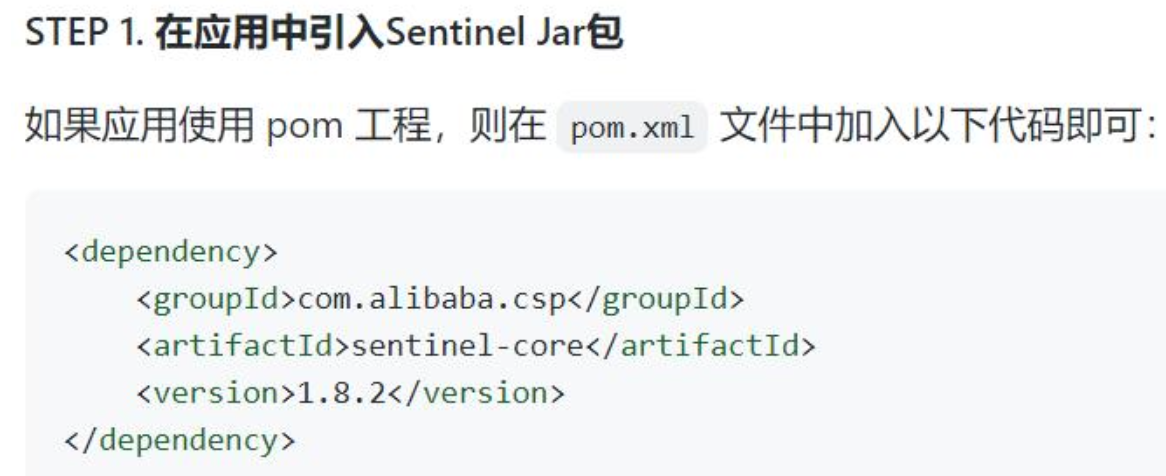 STEP 1. 在应用中引入Sentinel Jar包
如果应用使用 pom 工程，则在 pom.xml 文件中加入以下代码即可：
<dependency>
    <groupId>com.alibaba.csp</groupId>
    <artifactId>sentinel-core</artifactId>
    <version>1.8.2</version>
</dependency>